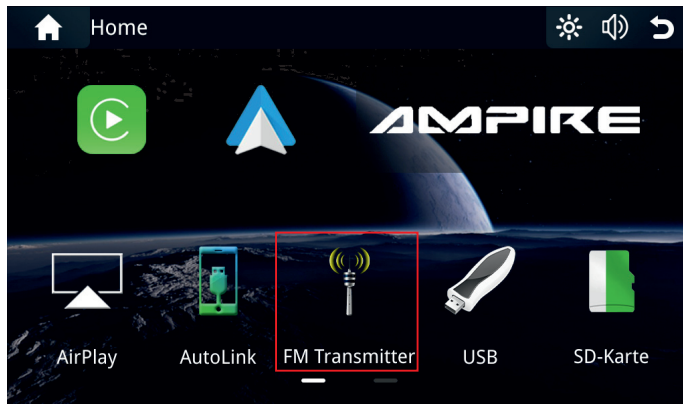 Home
AMPIRE
AirPlay
AutoLink
FM Transmitter
USB
SD-Karte